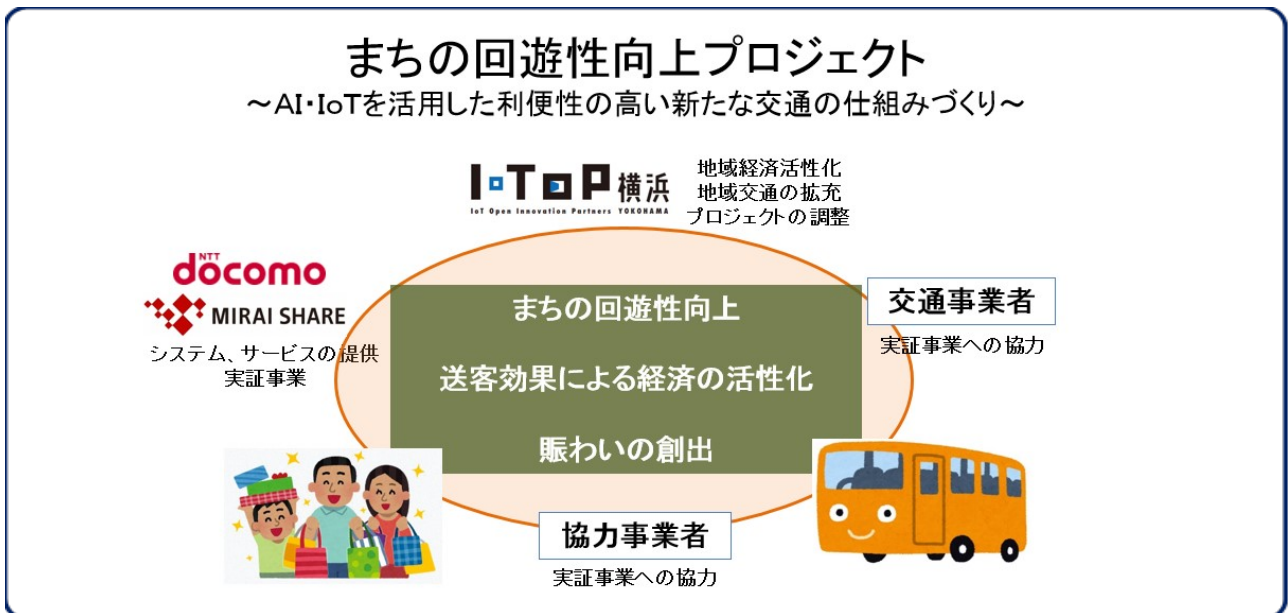 まちの回遊性向上プロジェクト
～AI・IoTを活用した利便性の高い新たな交通の仕組みづくり～
I・TOP横浜
IoT Open Innovation Partners YOKOHAMA
地域経済活性化
地域交通の拡充
プロジェクトの調整
NTT
docomo
MIRAI SHARE
システム、サービスの提供
実証事業
まちの回遊性向上
送客効果による経済の活性化
賑わいの創出
交通事業者
実証事業への協力
協力事業者
実証事業への協力